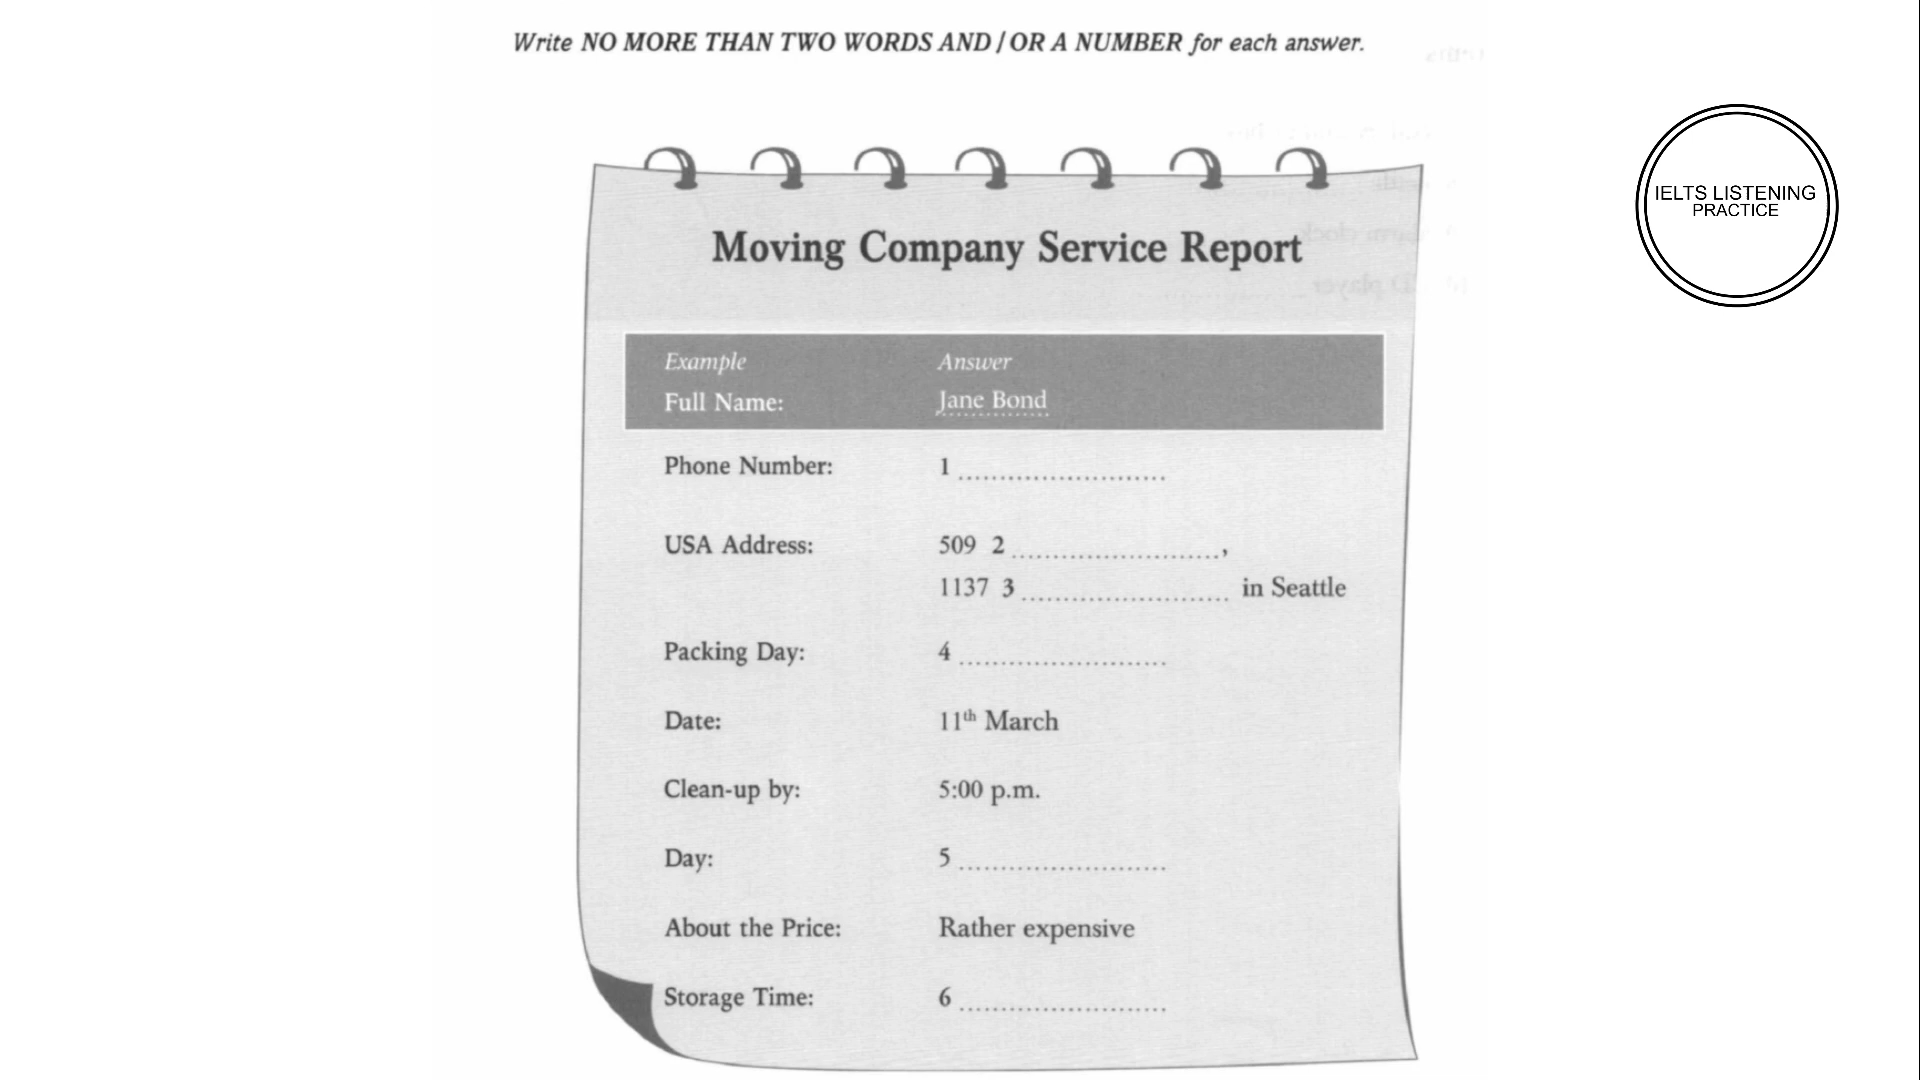 Write NO MORE THAN TWO WORDS AND / OR A NUMBER for each answer.
IELTS LISTENING
PRACTICE
Moving Company Service Report
Example Answer
Full Name: Jane Bond
Phone Number: 1 ........................
USA Address: 509 2 ........................,
1137 3 ........................ in Seattle
Packing Day: 4 ........................
Date: 11th March
Clean-up by: 5:00 p.m.
Day: 5 ........................
About the Price: Rather expensive
Storage Time: 6 ........................